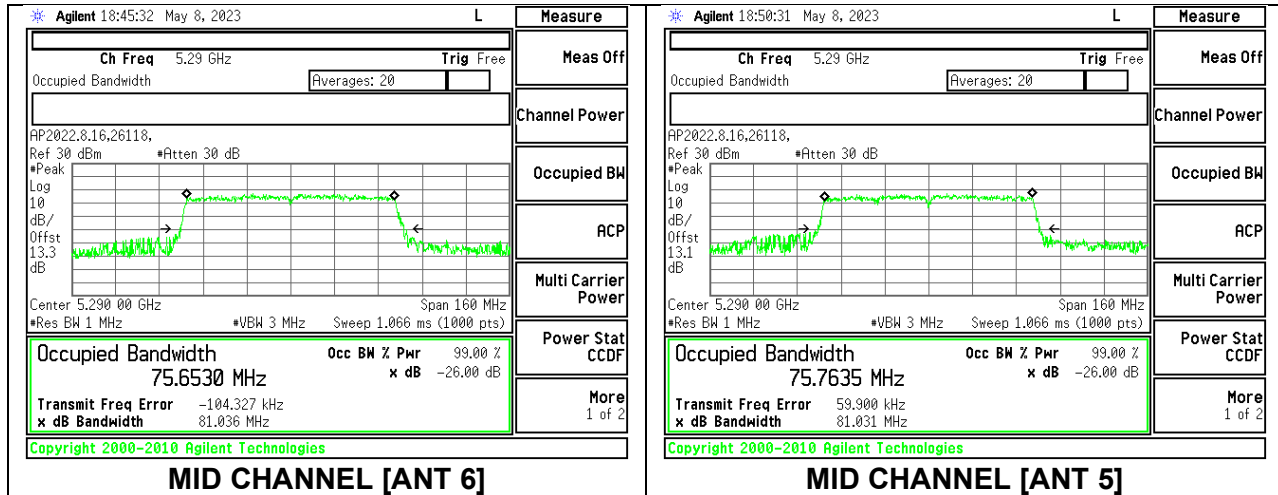 Agilent 18:45:32 May 8, 2023 L Measure
Ch Freq 5.29 GHz Trig Free
Occupied Bandwidth Averages: 20
AP2022.8.16,26118,
Ref 30 dBm #Atten 30 dB
#Peak
Log
10
dB/
Offst
13.3
dB
Center 5.290 00 GHz Span 160 MHz
#Res BW 1 MHz #VBW 3 MHz Sweep 1.066 ms (1000 pts)
Occupied Bandwidth Occ BW % Pwr 99.00 %
75.6530 MHz x dB -26.00 dB
Transmit Freq Error -104.327 kHz
x dB Bandwidth 81.036 MHz
Copyright 2000-2010 Agilent Technologies
Meas Off
Channel Power
Occupied BW
ACP
Multi Carrier
Power
Power Stat
CCDF
More
1 of 2
MID CHANNEL [ANT 6]
Agilent 18:50:31 May 8, 2023 L Measure
Ch Freq 5.29 GHz Trig Free
Occupied Bandwidth Averages: 20
AP2022.8.16,26118,
Ref 30 dBm #Atten 30 dB
#Peak
Log
10
dB/
Offst
13.1
dB
Center 5.290 00 GHz Span 160 MHz
#Res BW 1 MHz #VBW 3 MHz Sweep 1.066 ms (1000 pts)
Occupied Bandwidth Occ BW % Pwr 99.00 %
75.7635 MHz x dB -26.00 dB
Transmit Freq Error 59.900 kHz
x dB Bandwidth 81.031 MHz
Copyright 2000-2010 Agilent Technologies
Meas Off
Channel Power
Occupied BW
ACP
Multi Carrier
Power
Power Stat
CCDF
More
1 of 2
MID CHANNEL [ANT 5]